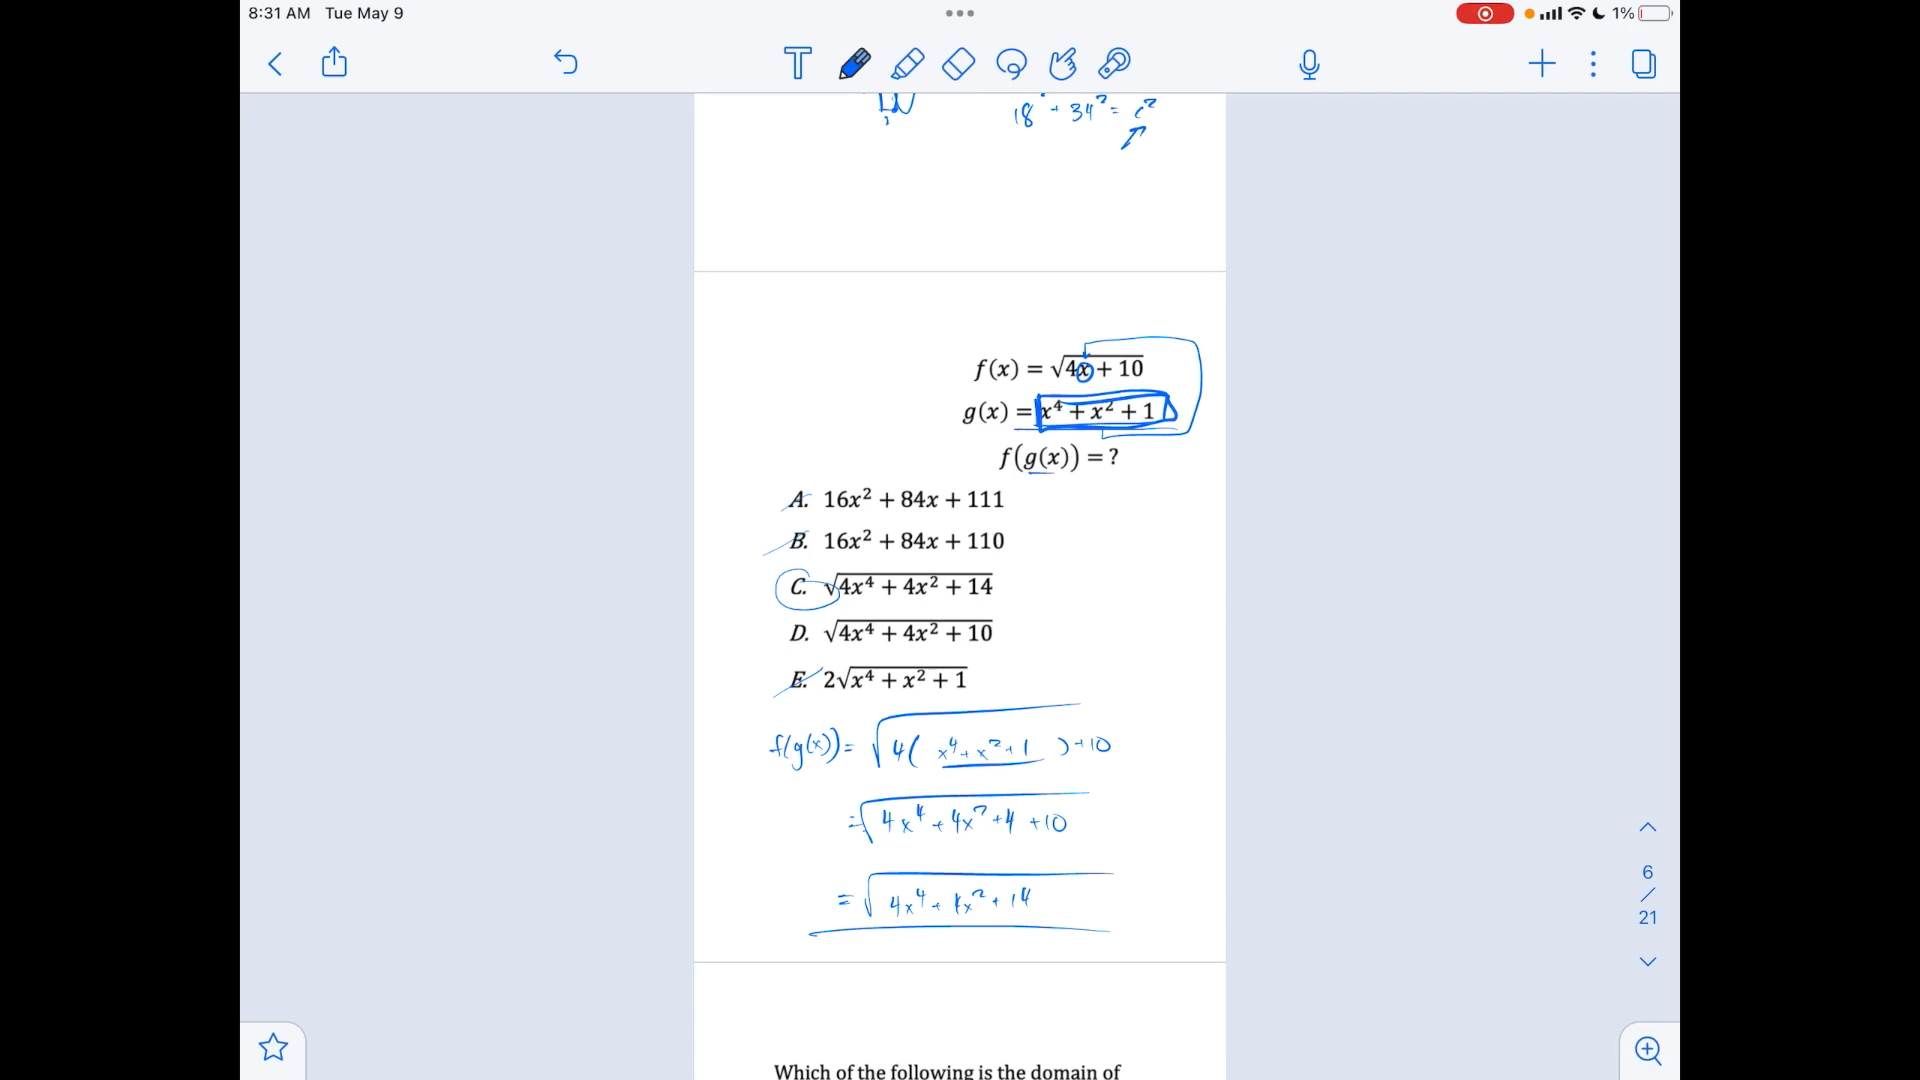 8:31 AM Tue May 9
1%
18² + 34² = c²
f(x) = √4x + 10
g(x) = x⁴ + x² + 1
f(g(x)) = ?
A. 16x² + 84x + 111
B. 16x² + 84x + 110
C. √4x⁴ + 4x² + 14
D. √4x⁴ + 4x² + 10
E. 2√x⁴ + x² + 1
f(g(x)) = √4( x⁴ + x² + 1 ) + 10
= √4x⁴ + 4x² + 4 + 10
= √4x⁴ + 4x² + 14
6
/
21
Which of the following is the domain of